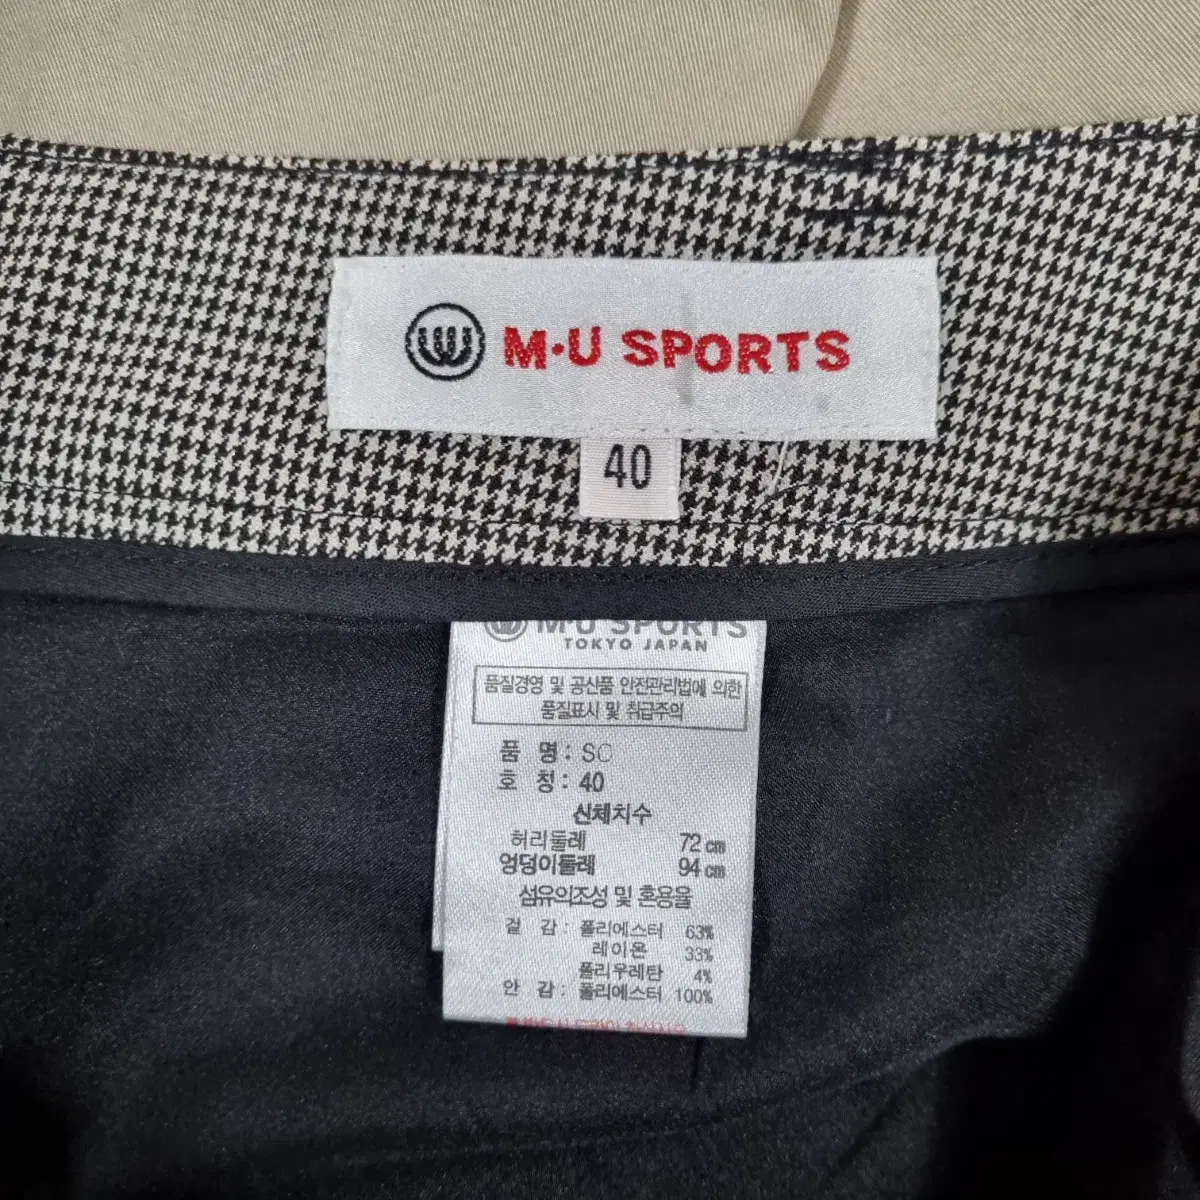 M·U SPORTS
40
M·U SPORTS
TOKYO JAPAN
품질경영 및 공산품 안전관리법에 의한
품질표시 및 취급주의
품 명 : SC
호 칭 : 40
신체치수
허리둘레 72 cm
엉덩이둘레 94 cm
섬유의조성 및 혼용율
겉 감 : 폴리에스터 63%
레이온 33%
폴리우레탄 4%
안 감 : 폴리에스터 100%